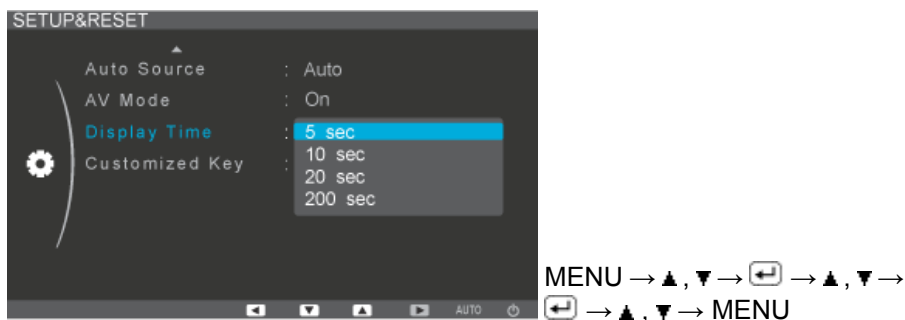 SETUP&RESET
Auto Source : Auto
AV Mode : On
Display Time : 5 sec
10 sec
Customized Key :
20 sec
200 sec
AUTO
MENU → ▲ , ▼ → ↵ → ▲ , ▼ →
↵ → ▲ , ▼ → MENU